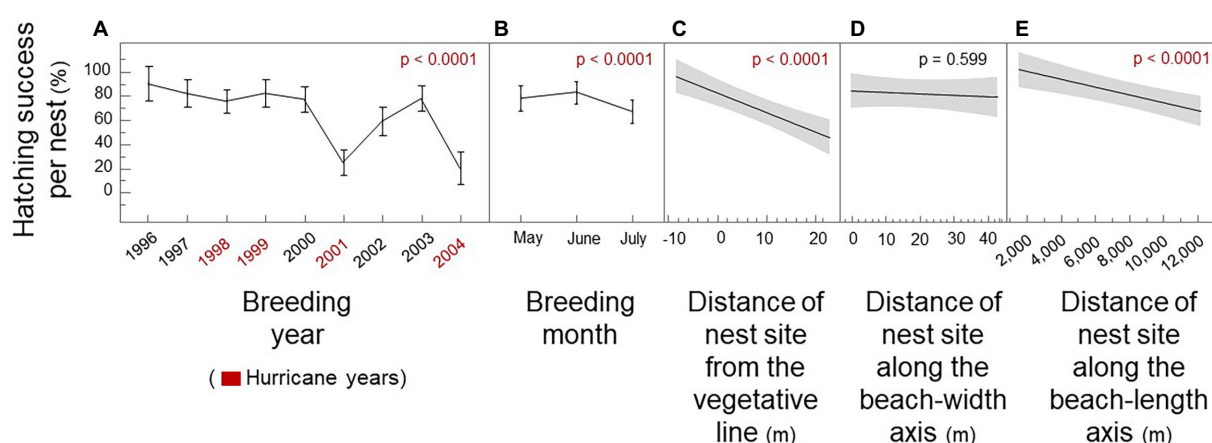 A
B
C
D
E
p < 0.0001
p < 0.0001
p < 0.0001
p = 0.599
p < 0.0001
Hatching success
per nest (%)
100
80
60
40
20
0
1996
1997
1998
1999
2000
2001
2002
2003
2004
May
June
July
-10
0
10
20
0
10
20
30
40
2,000
4,000
6,000
8,000
10,000
12,000
Breeding
year
( Hurricane years)
Breeding
month
Distance of
nest site
from the
vegetative
line (m)
Distance of
nest site
along the
beach-width
axis (m)
Distance of
nest site
along the
beach-length
axis (m)